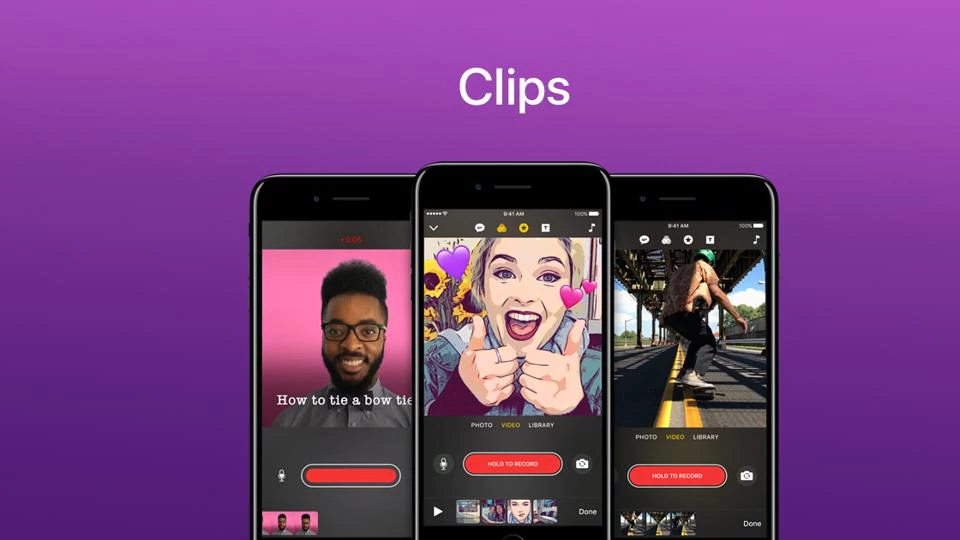 Clips
How to tie a bow tie
9:41 AM 100%
T
PHOTO VIDEO LIBRARY
HOLD TO RECORD
Done
9:41 AM 100%
T
PHOTO VIDEO LIBRARY
HOLD TO RECORD
Done